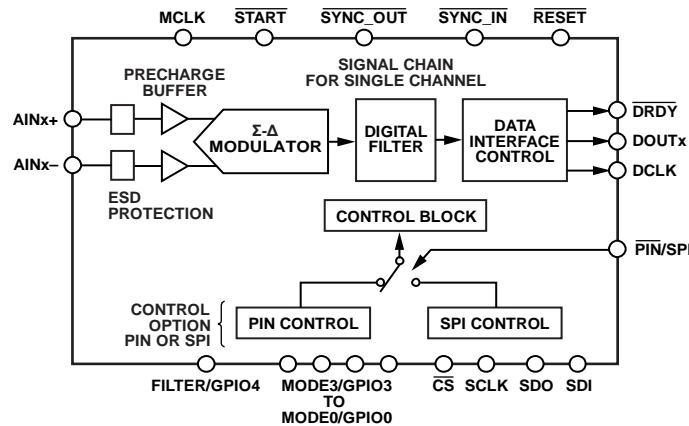 MCLK START SYNC_OUT SYNC_IN RESET
PRECHARGE
BUFFER
SIGNAL CHAIN
FOR SINGLE CHANNEL
AINx+
AINx–
Σ-Δ
MODULATOR
DIGITAL
FILTER
DATA
INTERFACE
CONTROL
DRDY
DOUTx
DCLK
ESD
PROTECTION
CONTROL BLOCK
PIN/SPI
CONTROL
OPTION
PIN OR SPI
PIN CONTROL
SPI CONTROL
FILTER/GPIO4
MODE3/GPIO3
TO
MODE0/GPIO0
CS SCLK SDO SDI